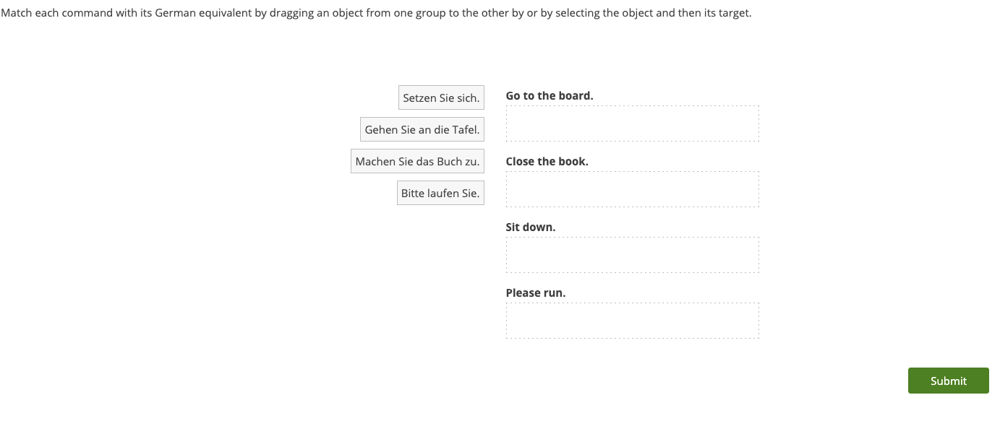 Match each command with its German equivalent by dragging an object from one group to the other by or by selecting the object and then its target.
Setzen Sie sich.
Gehen Sie an die Tafel.
Machen Sie das Buch zu.
Bitte laufen Sie.
Go to the board.
Close the book.
Sit down.
Please run.
Submit